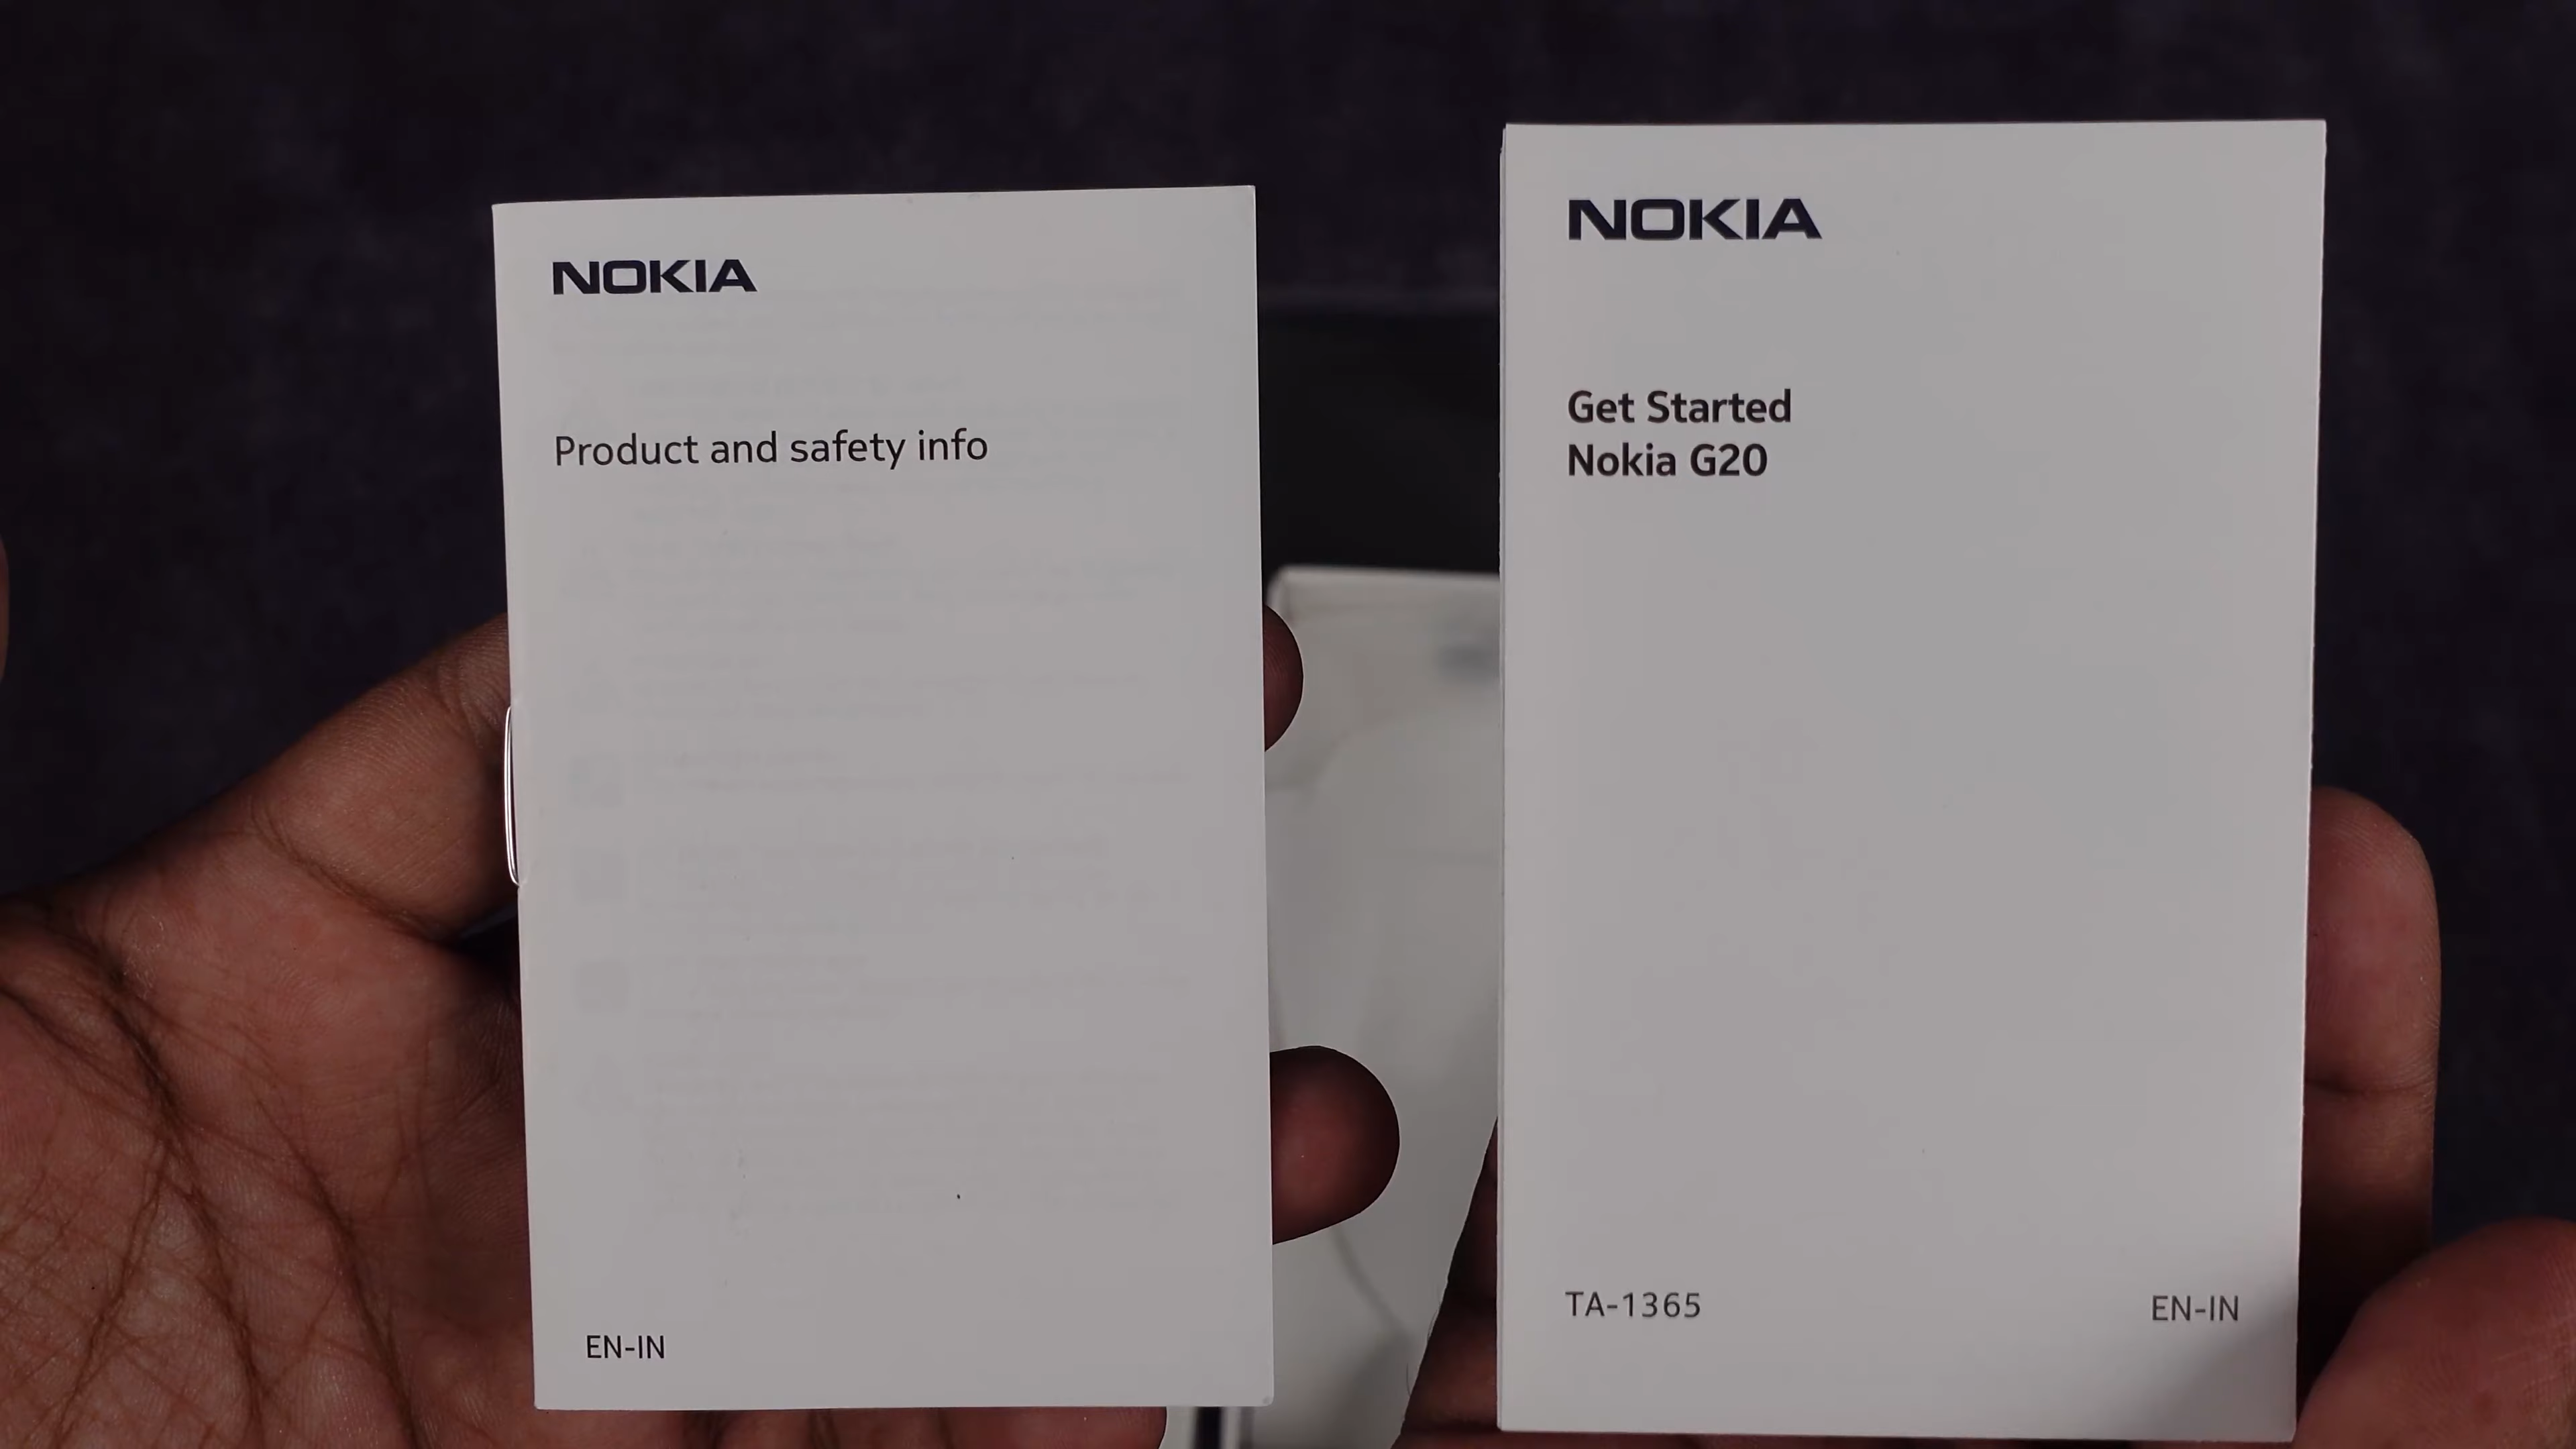 NOKIA
Product and safety info
EN-IN
NOKIA
Get Started
Nokia G20
TA-1365 EN-IN